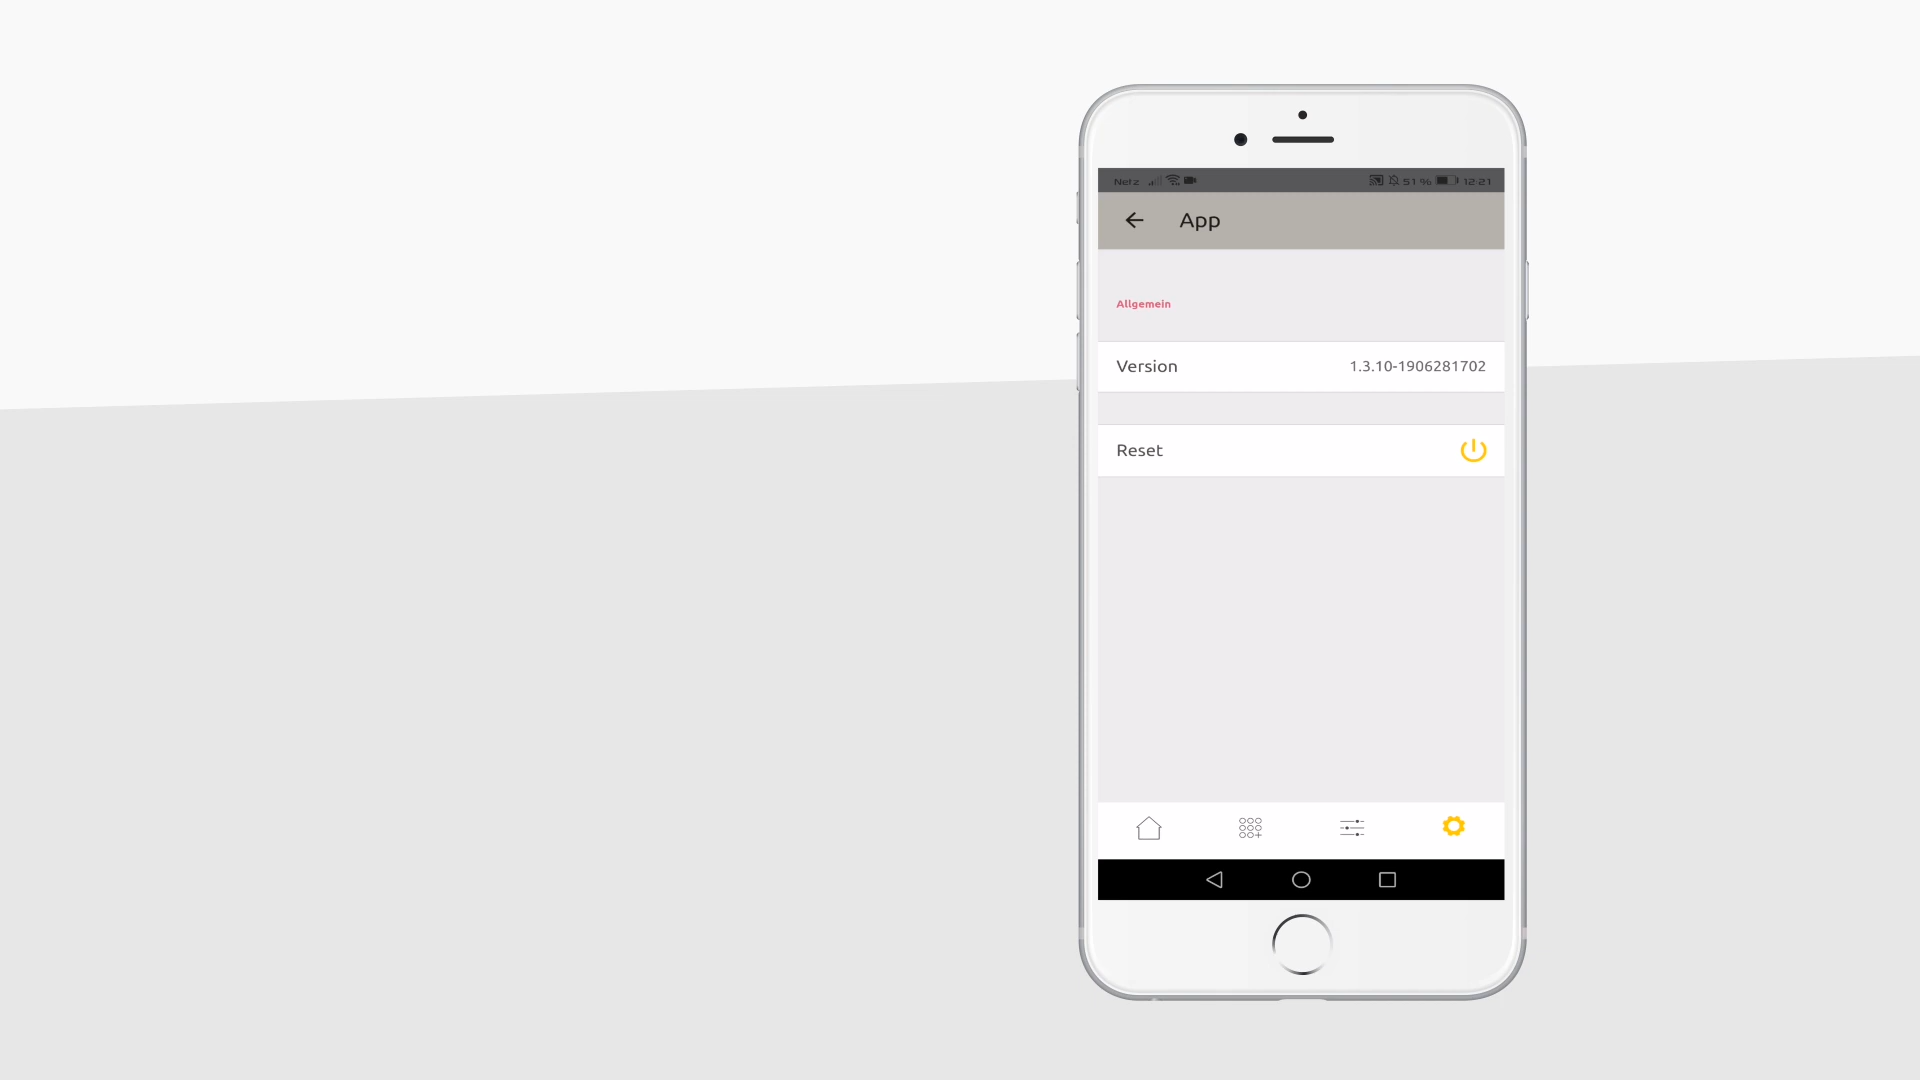 Netz 51 % 12:21
App
Allgemein
Version 1.3.10-1906281702
Reset